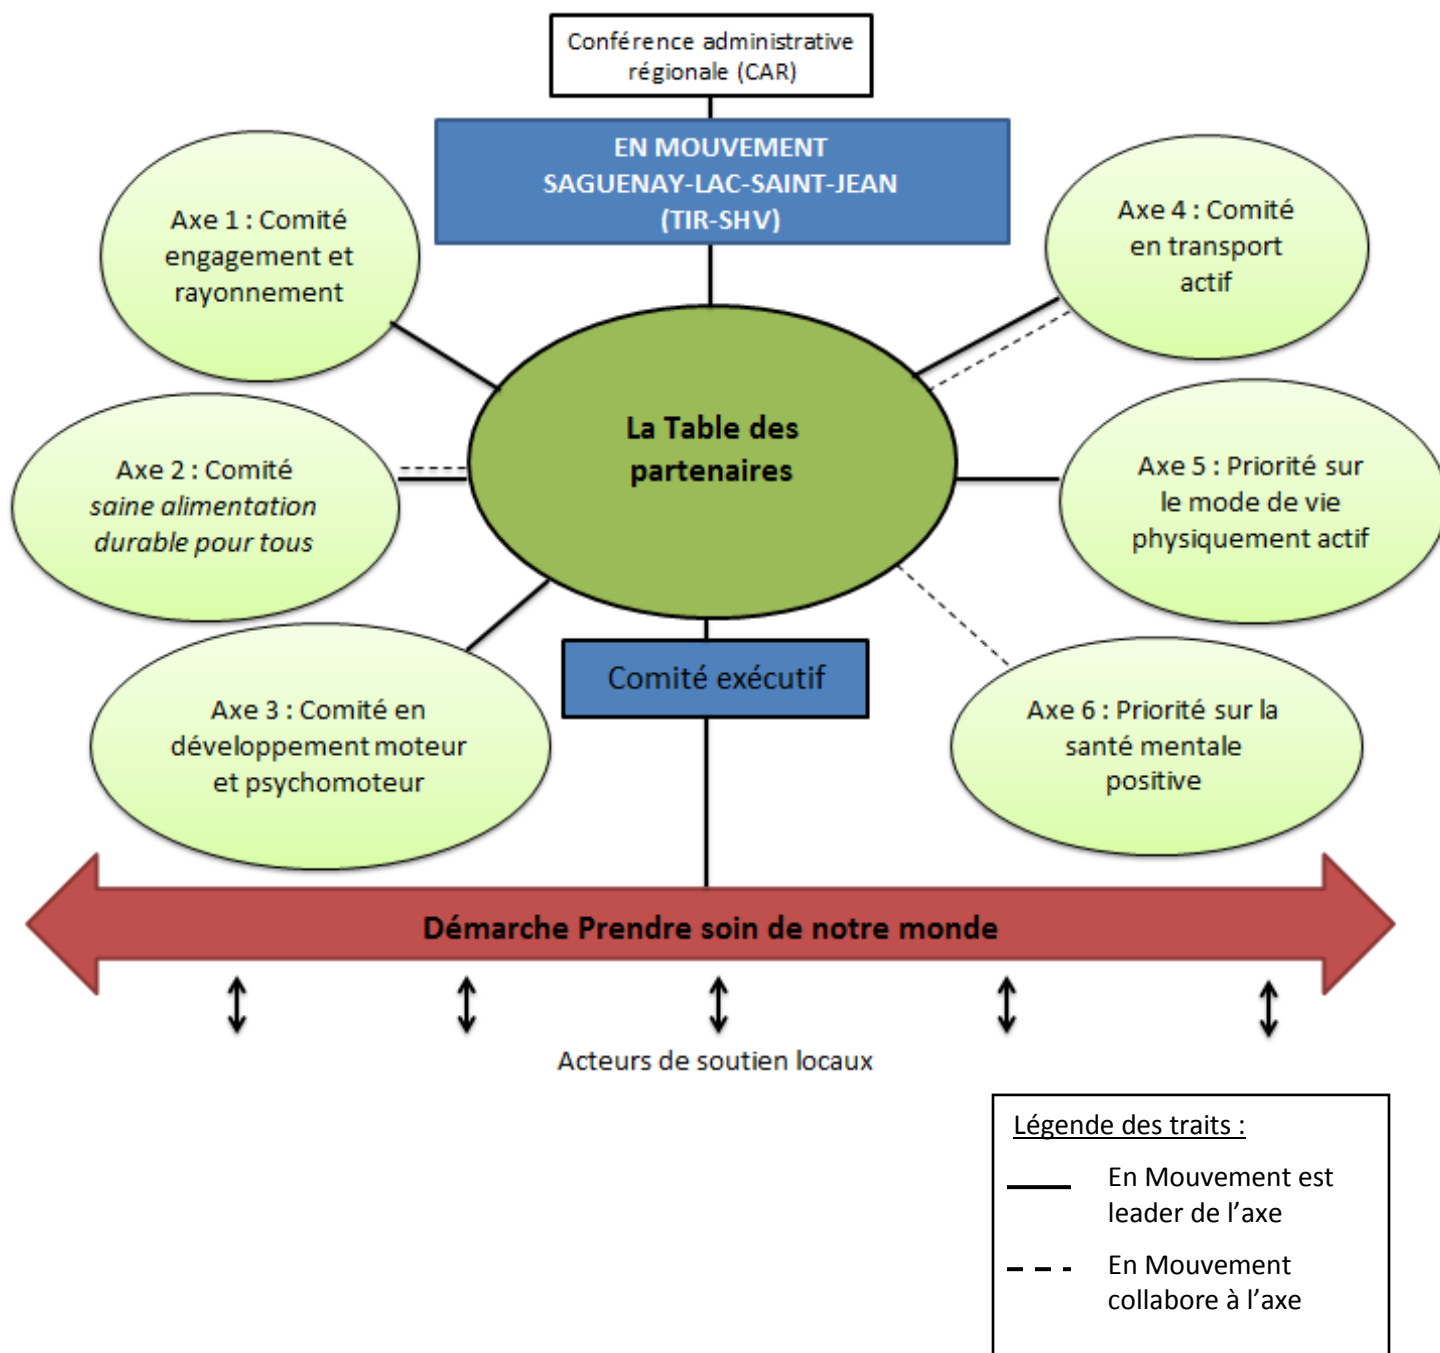 Conférence administrative
régionale (CAR)
EN MOUVEMENT
SAGUENAY-LAC-SAINT-JEAN
(TIR-SHV)
Axe 1 : Comité
engagement et
rayonnement
Axe 4 : Comité
en transport
actif
La Table des
partenaires
Axe 2 : Comité
saine alimentation
durable pour tous
Axe 5 : Priorité sur
le mode de vie
physiquement actif
Axe 3 : Comité en
développement moteur
et psychomoteur
Comité exécutif
Axe 6 : Priorité sur la
santé mentale
positive
Démarche Prendre soin de notre monde
Acteurs de soutien locaux
Légende des traits :
En Mouvement est
leader de l’axe
En Mouvement
collabore à l’axe